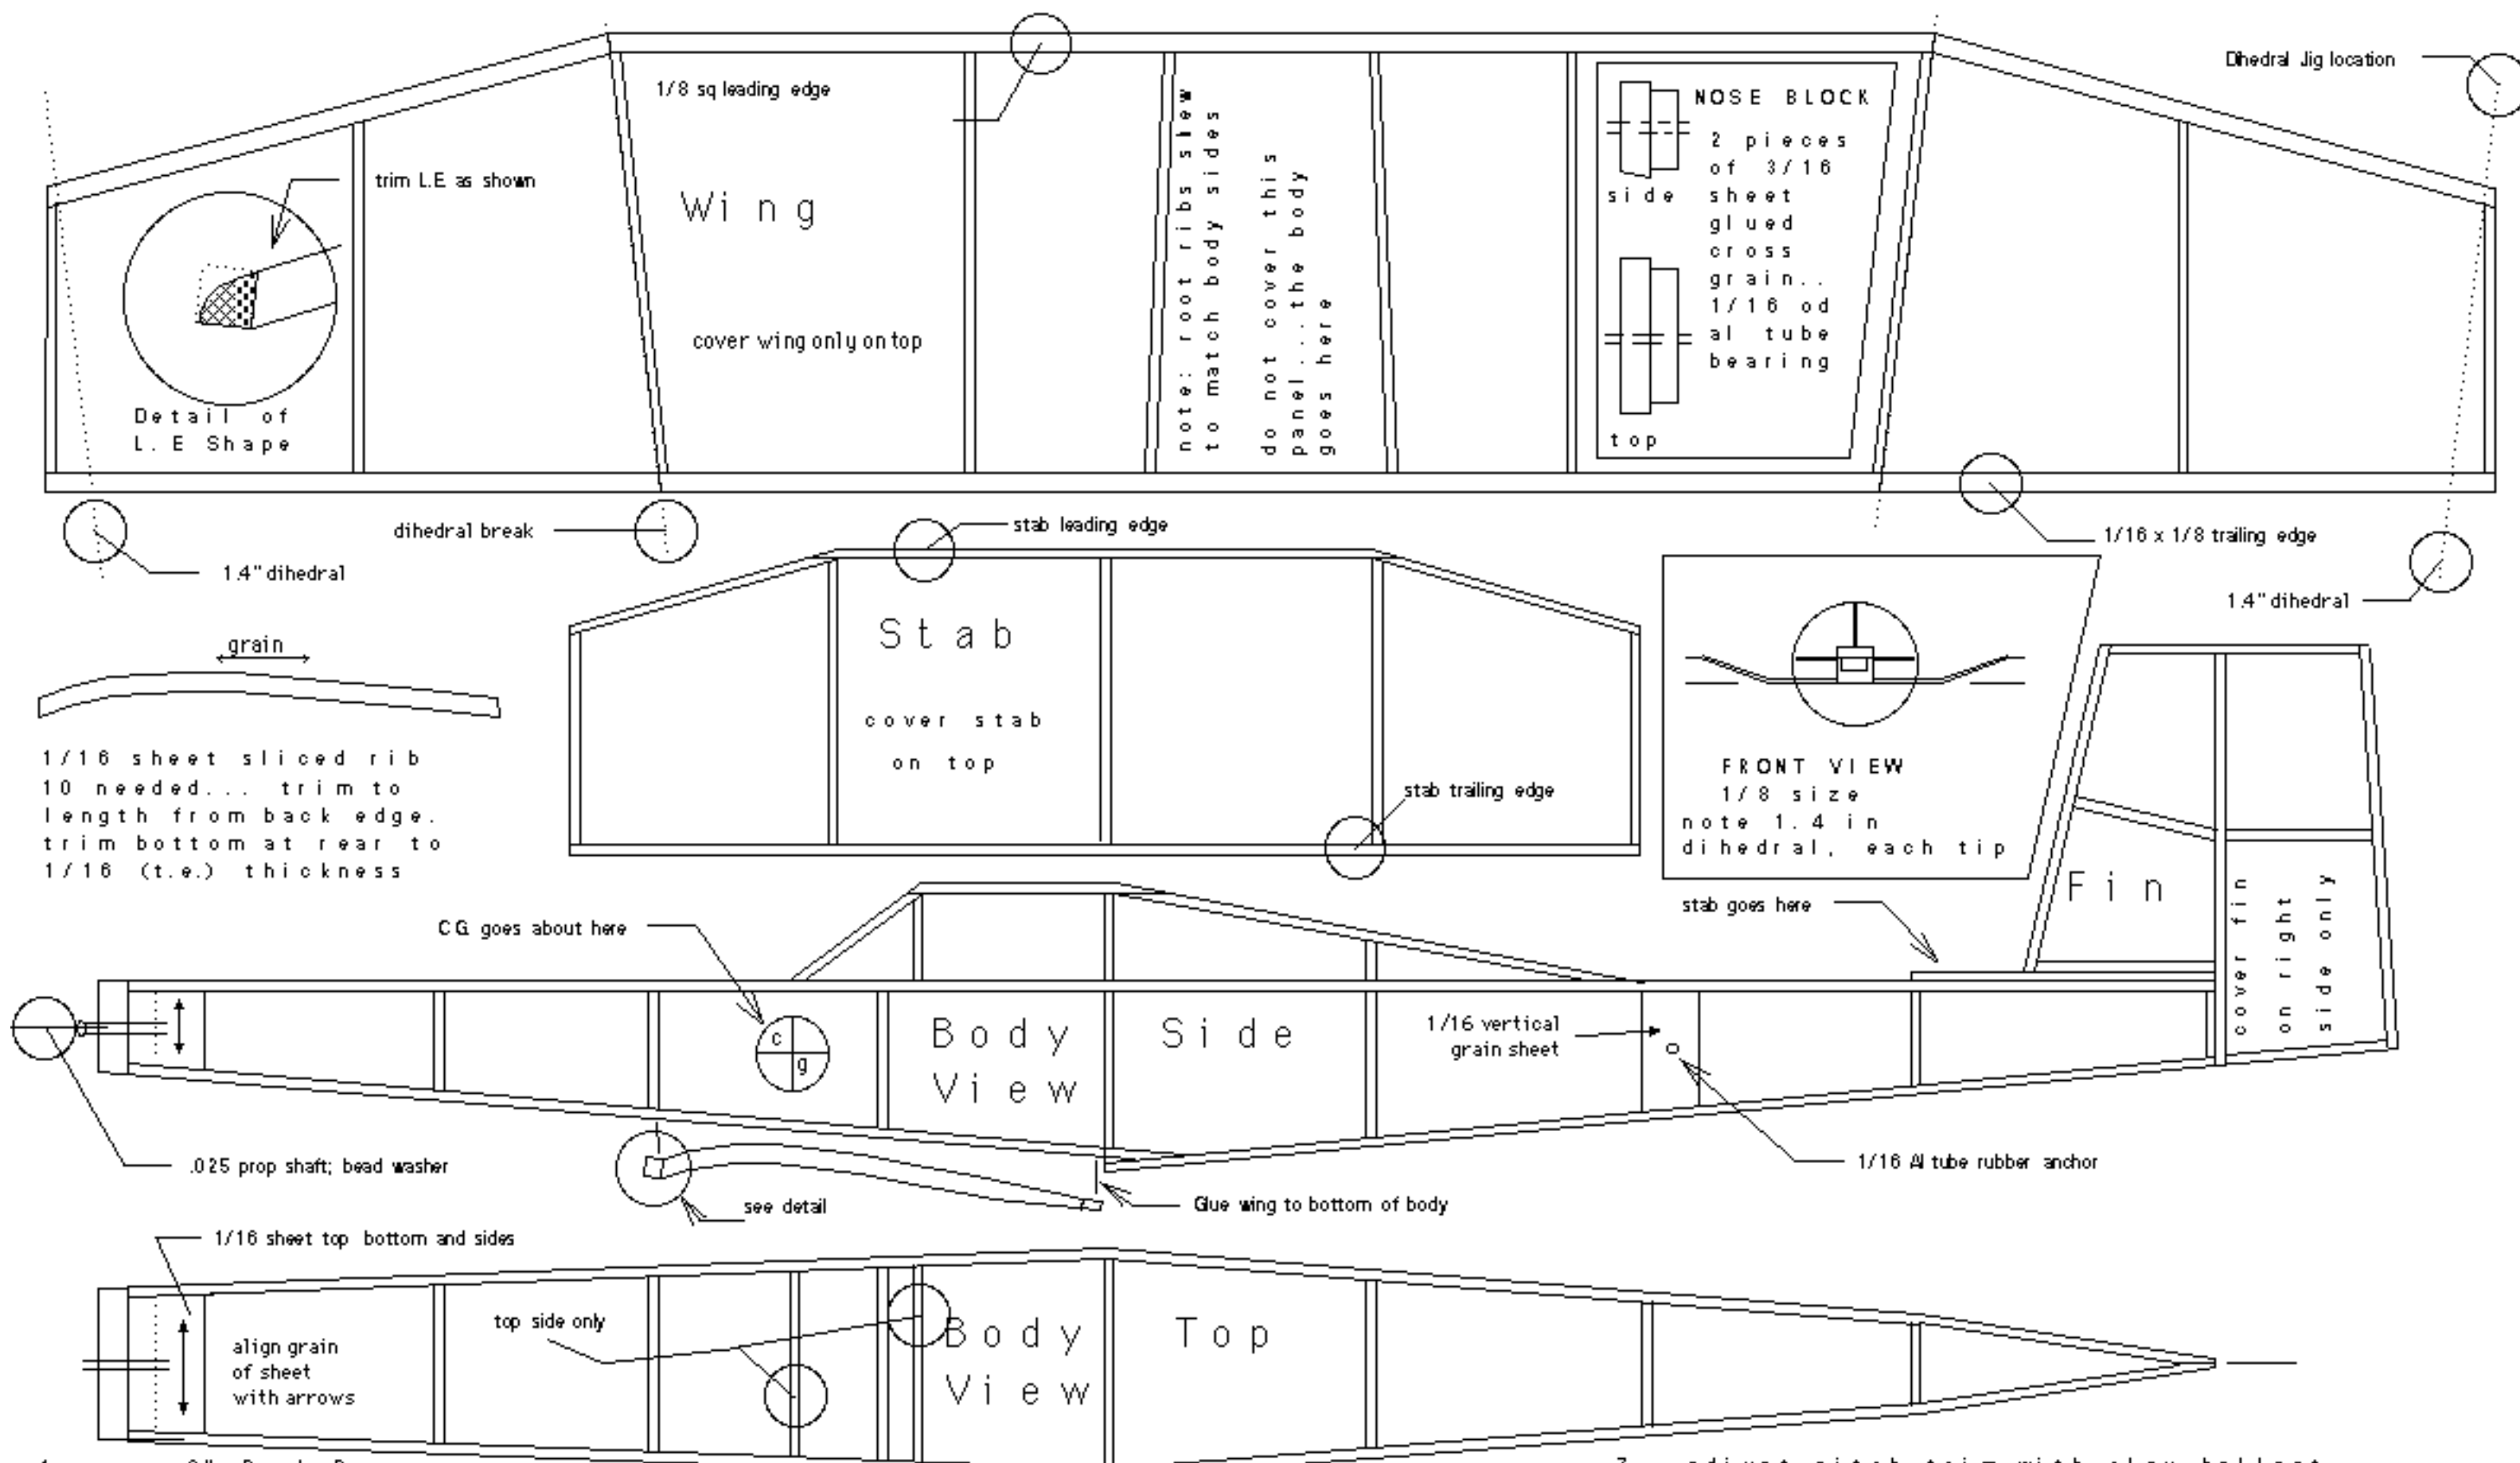 Dihedral Jig location
1/8 sq leading edge
NOSE BLOCK
2 pieces
of 3/16
sheet
glued
cross
grain..
1/16 od
al tube
bearing
side
top
trim L.E. as shown
Wing
cover wing only on top
note: root ribs skew
to match body sides
do not cover this
panel...the body
goes here
Detail of
L.E Shape
dihedral break
1.4" dihedral
stab leading edge
1/16 x 1/8 trailing edge
1.4" dihedral
grain
Stab
cover stab
on top
stab trailing edge
1/16 sheet sliced rib
10 needed... trim to
length from back edge.
trim bottom at rear to
1/16 (t.e.) thickness
FRONT VIEW
1/8 size
note 1.4 in
dihedral, each tip
Fin
cover fin
on right
side only
stab goes here
C.G. goes about here
c
g
Body Side
View
1/16 vertical
grain sheet
.025 prop shaft; bead washer
see detail
Glue wing to bottom of body
1/16 Al tube rubber anchor
1/16 sheet top bottom and sides
top side only
align grain
of sheet
with arrows
Body Top
View
adjust pitch trim with clay ballast